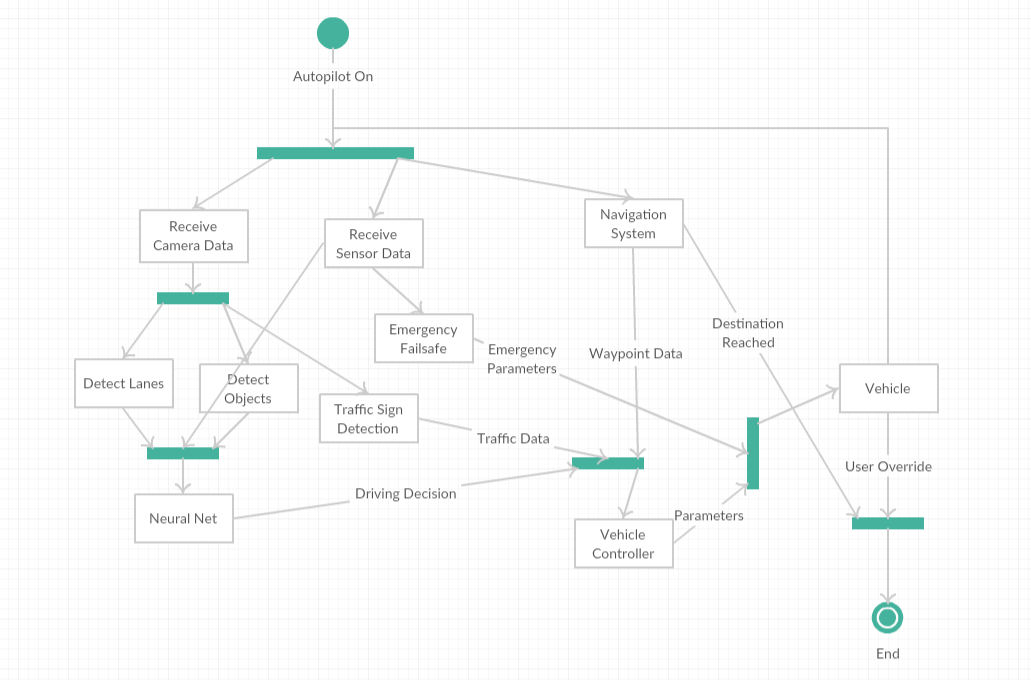 Autopilot On
Receive
Camera Data
Receive
Sensor Data
Navigation
System
Emergency
Failsafe
Destination
Reached
Emergency
Parameters
Waypoint Data
Detect Lanes
Detect
Objects
Vehicle
Traffic Sign
Detection
Traffic Data
User Override
Driving Decision
Neural Net
Parameters
Vehicle
Controller
End